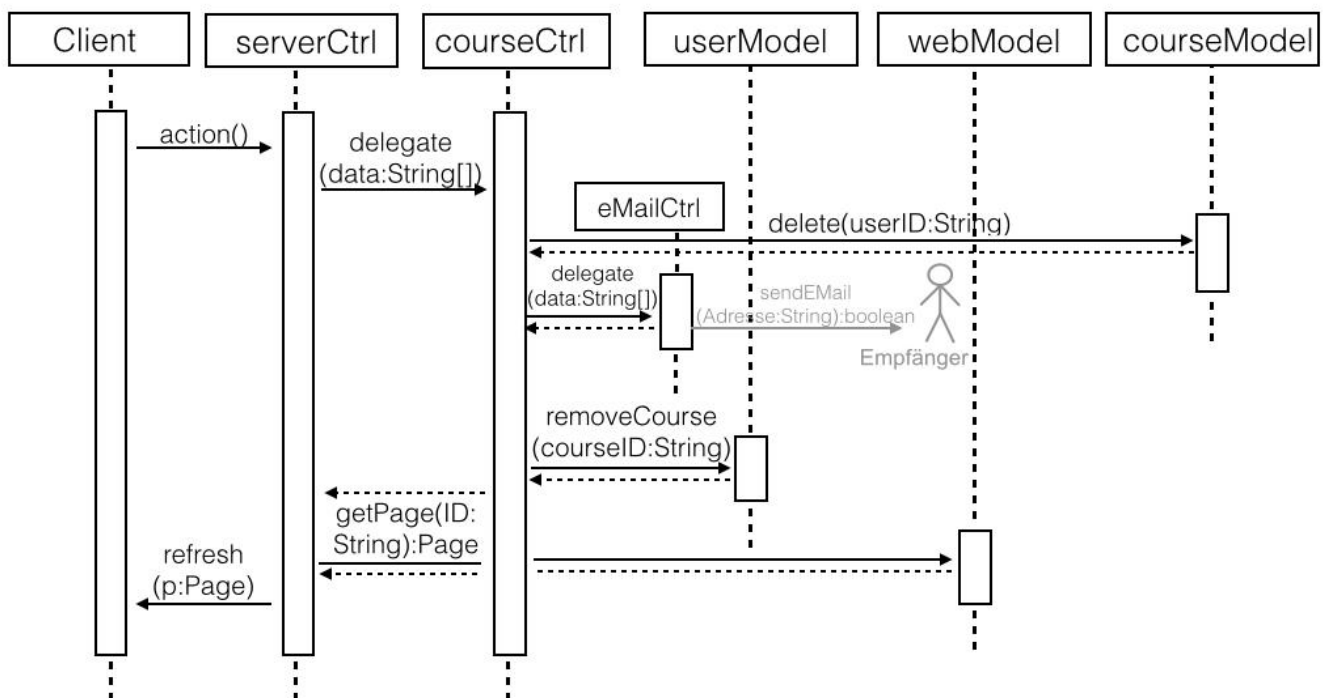 Client
serverCtrl
courseCtrl
userModel
webModel
courseModel
action()
delegate
(data:String[])
eMailCtrl
delete(userID:String)
delegate
(data:String[])
sendEMail
(Adresse:String):boolean
Empfänger
removeCourse
(courseID:String)
getPage(ID:
String):Page
refresh
(p:Page)